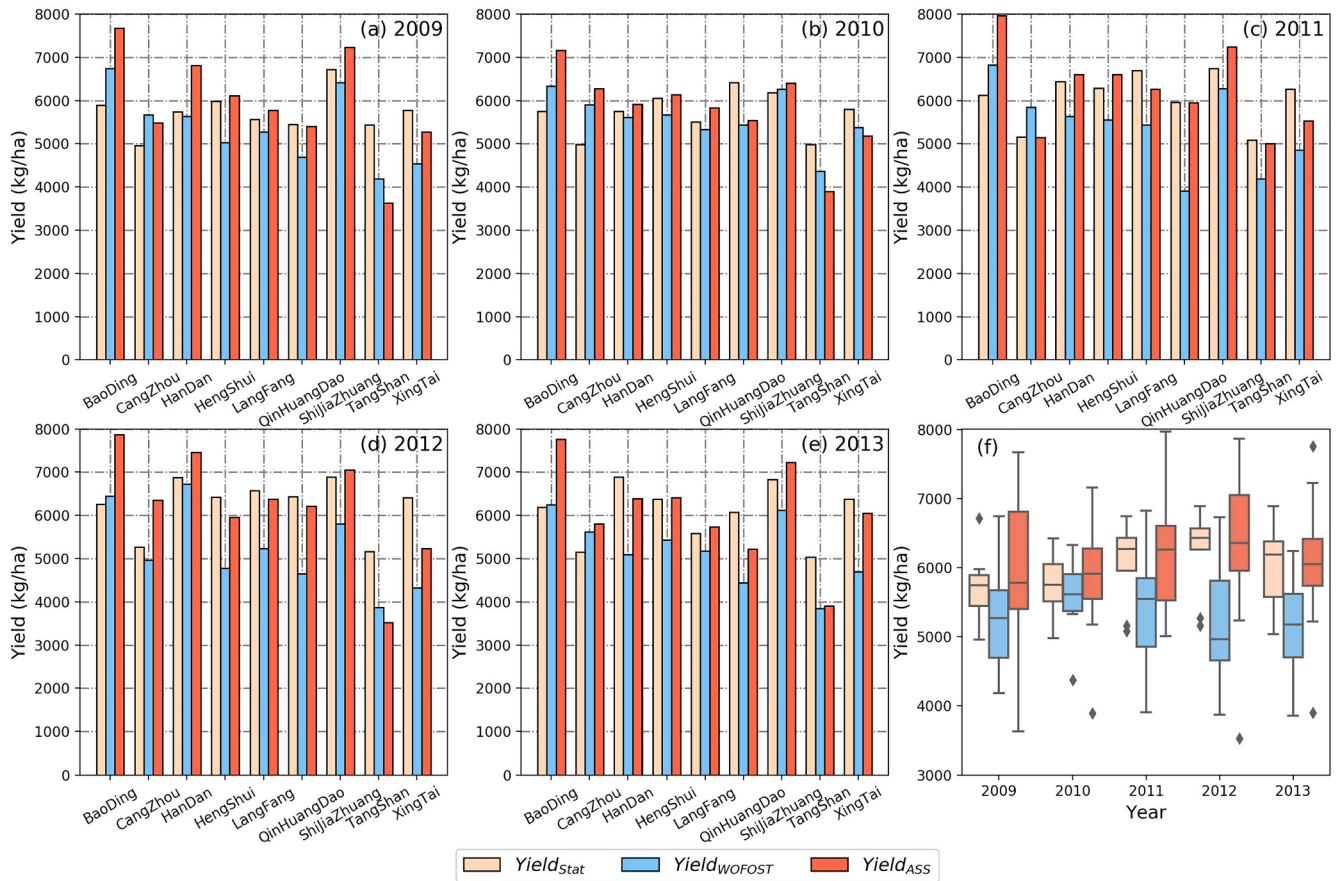 (a) 2009
Yield (kg/ha)
8000
7000
6000
5000
4000
3000
2000
1000
0
BaoDing
CangZhou
HanDan
HengShui
LangFang
QinHuangDao
ShiJiaZhuang
TangShan
XingTai
(b) 2010
Yield (kg/ha)
8000
7000
6000
5000
4000
3000
2000
1000
0
BaoDing
CangZhou
HanDan
HengShui
LangFang
QinHuangDao
ShiJiaZhuang
TangShan
XingTai
(c) 2011
Yield (kg/ha)
8000
7000
6000
5000
4000
3000
2000
1000
0
BaoDing
CangZhou
HanDan
HengShui
LangFang
QinHuangDao
ShiJiaZhuang
TangShan
XingTai
(d) 2012
Yield (kg/ha)
8000
7000
6000
5000
4000
3000
2000
1000
0
BaoDing
CangZhou
HanDan
HengShui
LangFang
QinHuangDao
ShiJiaZhuang
TangShan
XingTai
(e) 2013
Yield (kg/ha)
8000
7000
6000
5000
4000
3000
2000
1000
0
BaoDing
CangZhou
HanDan
HengShui
LangFang
QinHuangDao
ShiJiaZhuang
TangShan
XingTai
(f)
Yield (kg/ha)
8000
7000
6000
5000
4000
3000
2009 2010 2011 2012 2013
Year
Yield Stat Yield WOFOST Yield ASS